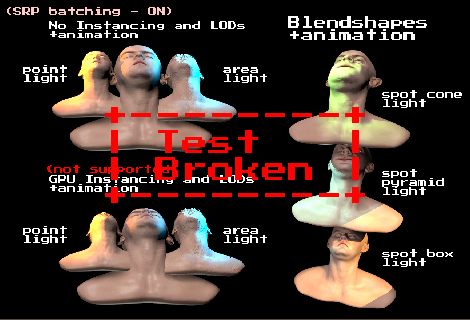 (SRP batching - ON)
No Instancing and LODs
+animation
point
light
area
light
Blendshapes
+animation
spot cone
light
Test
Broken
(not supported)
GPU Instancing and LODs
+animation
point
light
area
light
spot
pyramid
light
spot box
light